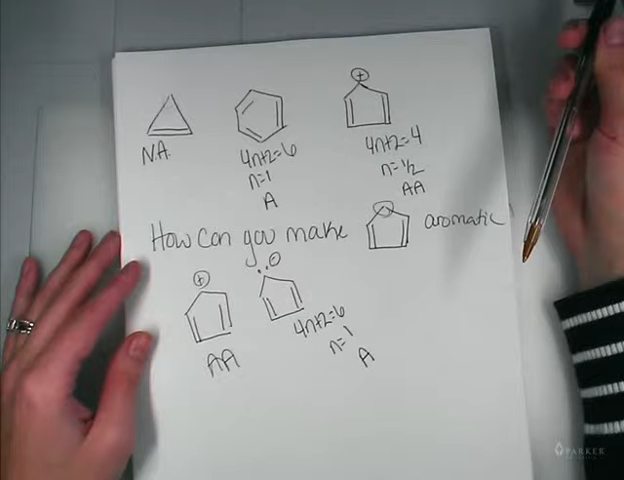 N.A.
4n+2=6
n=1
A
⊕
4n+2=4
n=1/2
AA
How can you make aromatic
⊕
AA
..⊖
4n+2=6
n=1
A
PARKER